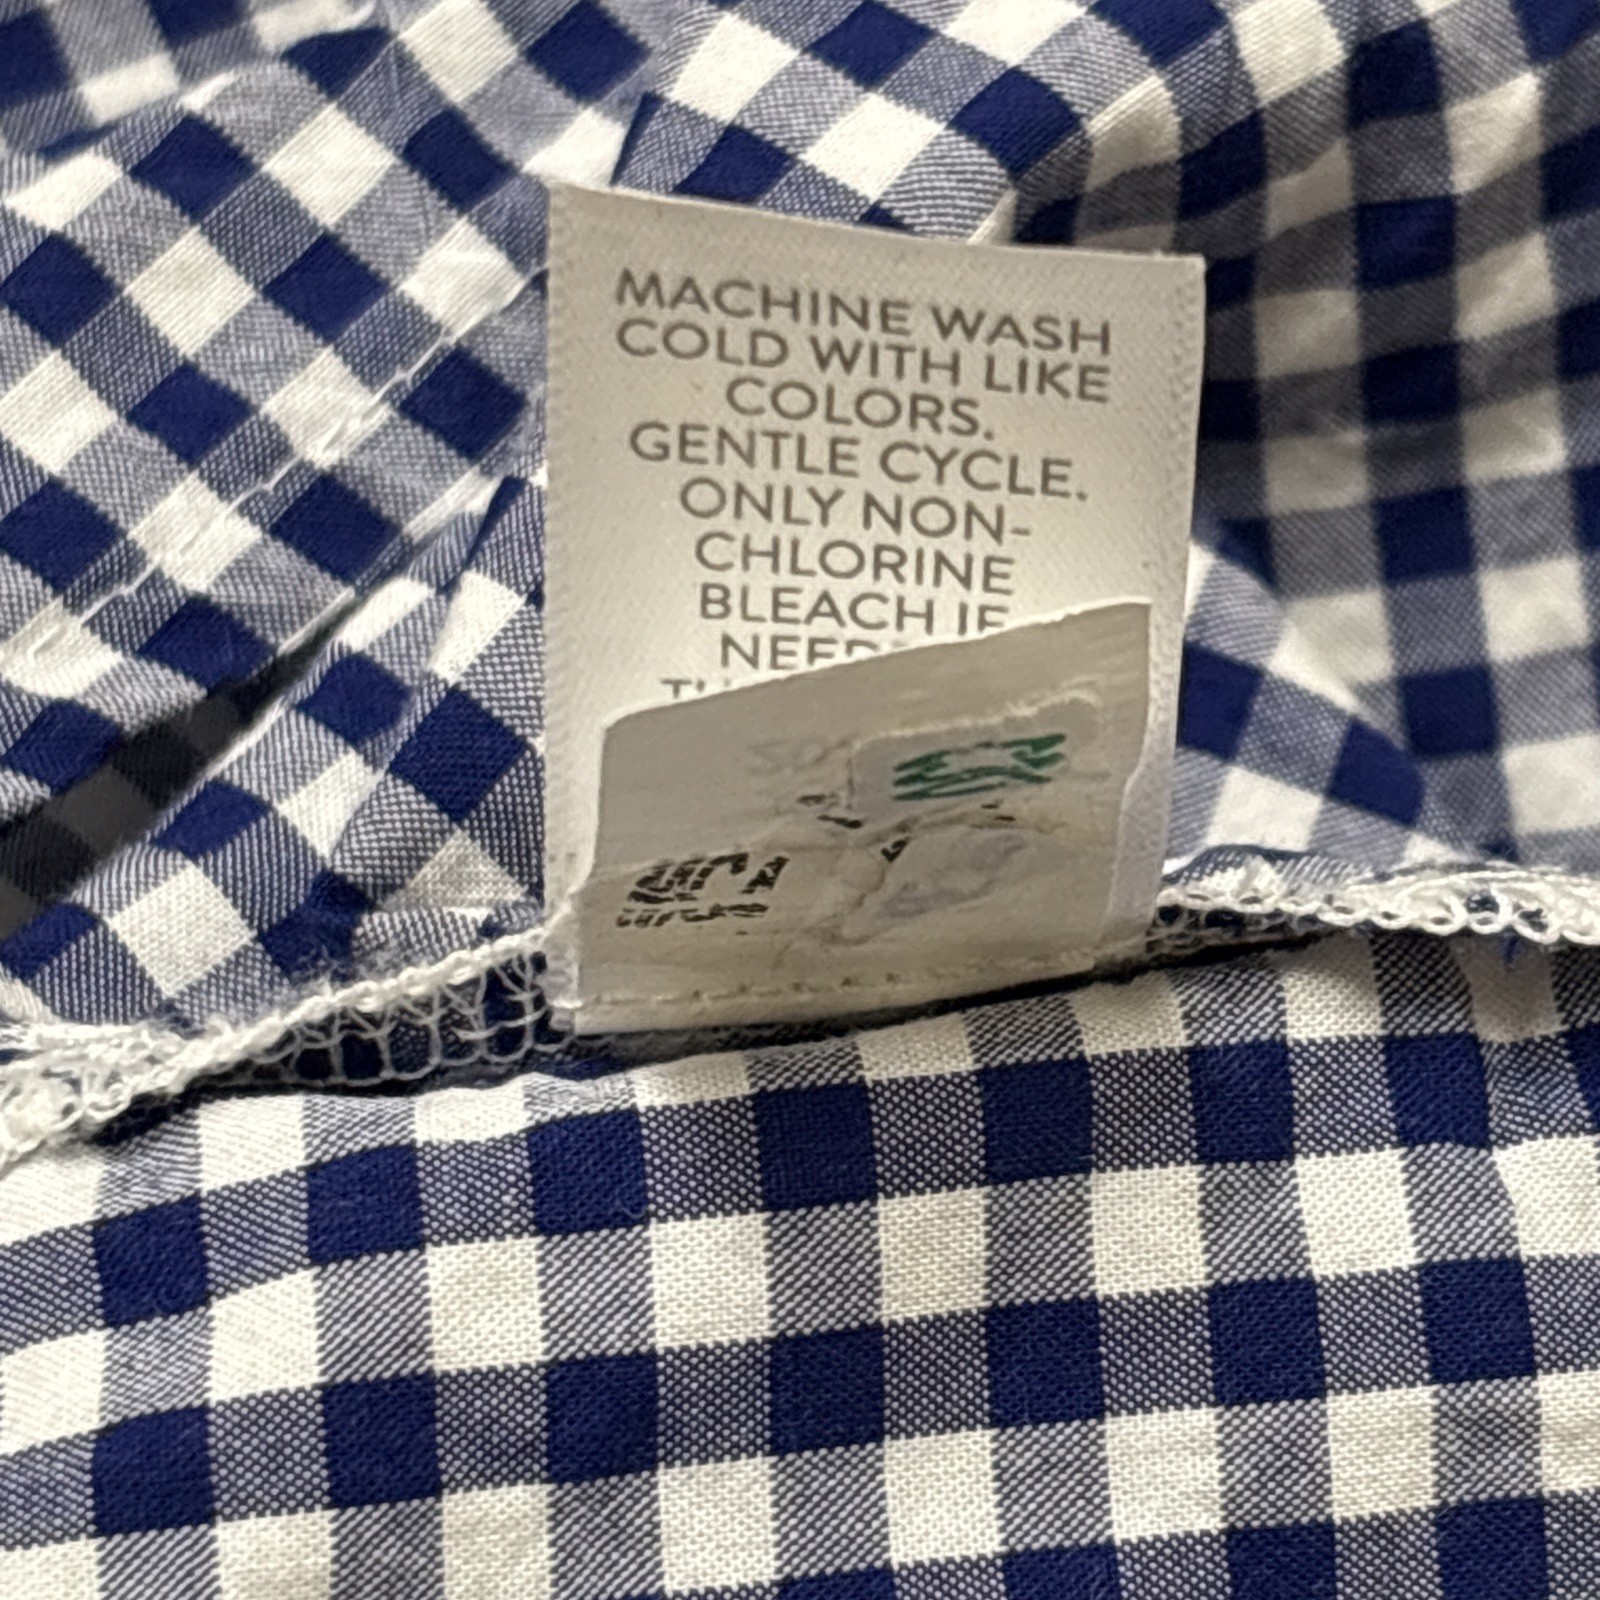 MACHINE WASH
COLD WITH LIKE
COLORS.
GENTLE CYCLE.
ONLY NON-
CHLORINE
BLEACH IF